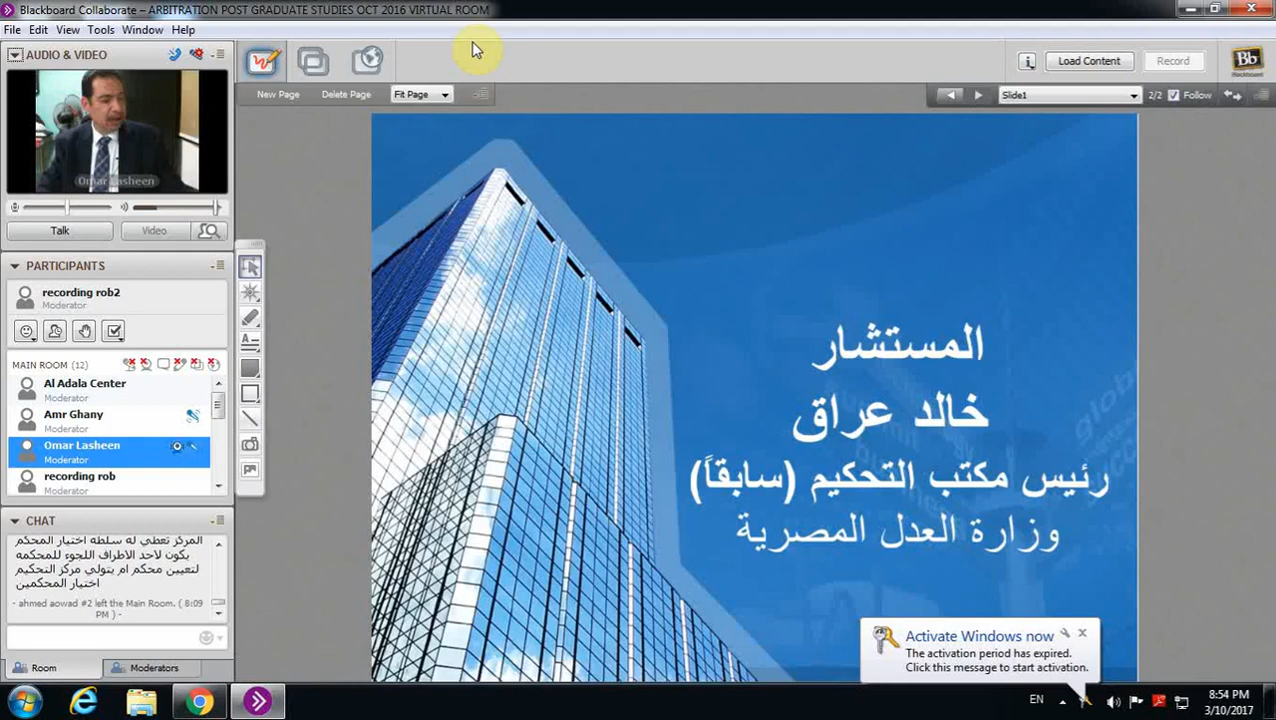 Blackboard Collaborate – ARBITRATION POST GRADUATE STUDIES OCT 2016 VIRTUAL ROOM
File Edit View Tools Window Help
AUDIO & VIDEO
Load Content
Record
Bb
Blackboard
New Page
Delete Page
Fit Page
Slide1
2/2
Follow
Omar Lasheen
Talk
Video
PARTICIPANTS
recording rob2
Moderator
MAIN ROOM (12)
Al Adala Center
Moderator
Amr Ghany
Moderator
Omar Lasheen
Moderator
recording rob
Moderator
CHAT
المركز تعطي له سلطة اختيار المحكم
يكون لاحد الاطراف اللجوء للمحكمه
لتعيين محكم ام يتولي مركز التحكيم
اختيار المحكمين
- ahmed aowad #2 left the Main Room. ( 8:09
PM ) -
Room
Moderators
المستشار
خالد عراق
رئيس مكتب التحكيم (سابقاً)
وزارة العدل المصرية
global
Activate Windows now
The activation period has expired.
Click this message to start activation.
EN
8:54 PM
3/10/2017